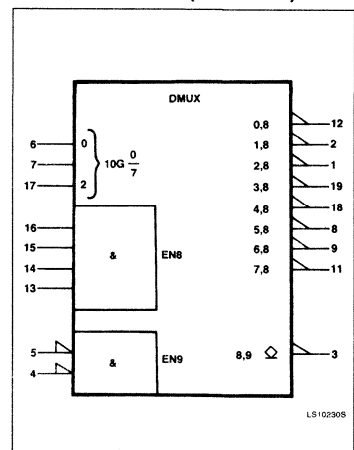 DMUX
6 0 0,8 12
7 10G 0/7 1,8 2
17 2 2,8 1
3,8 19
4,8 18
16 5,8 8
15 & EN8 6,8 9
14 7,8 11
13
5 & EN9 8,9 3
4
LS10230S